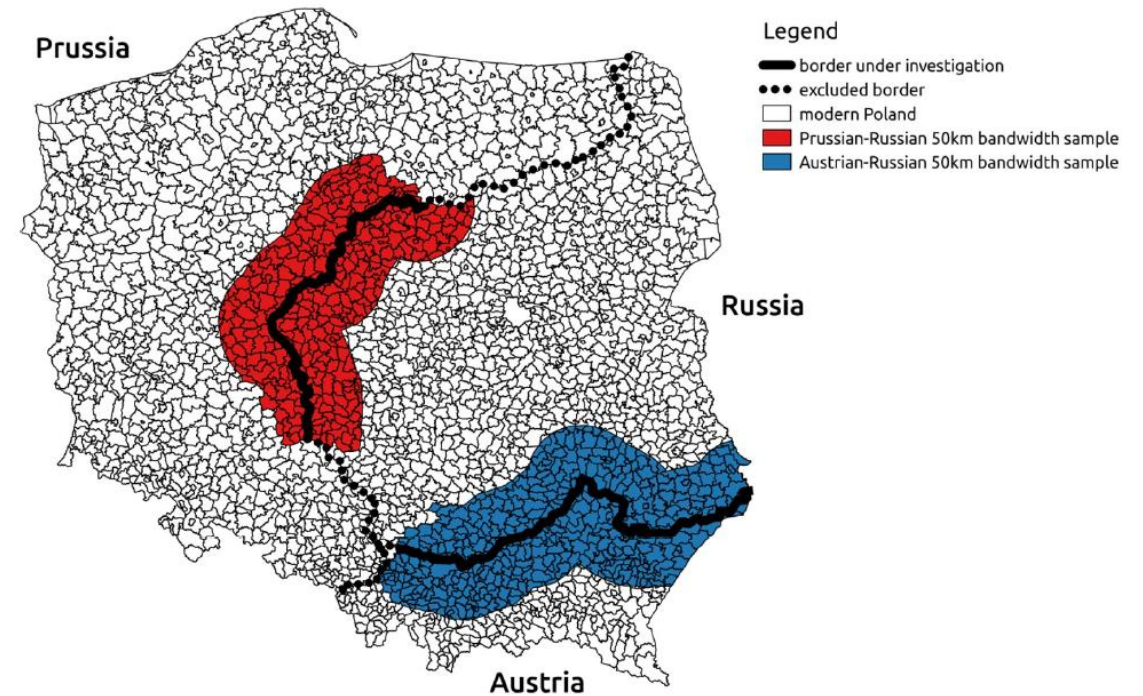 Prussia
Legend
border under investigation
excluded border
modern Poland
Prussian-Russian 50km bandwidth sample
Austrian-Russian 50km bandwidth sample
Russia
Austria